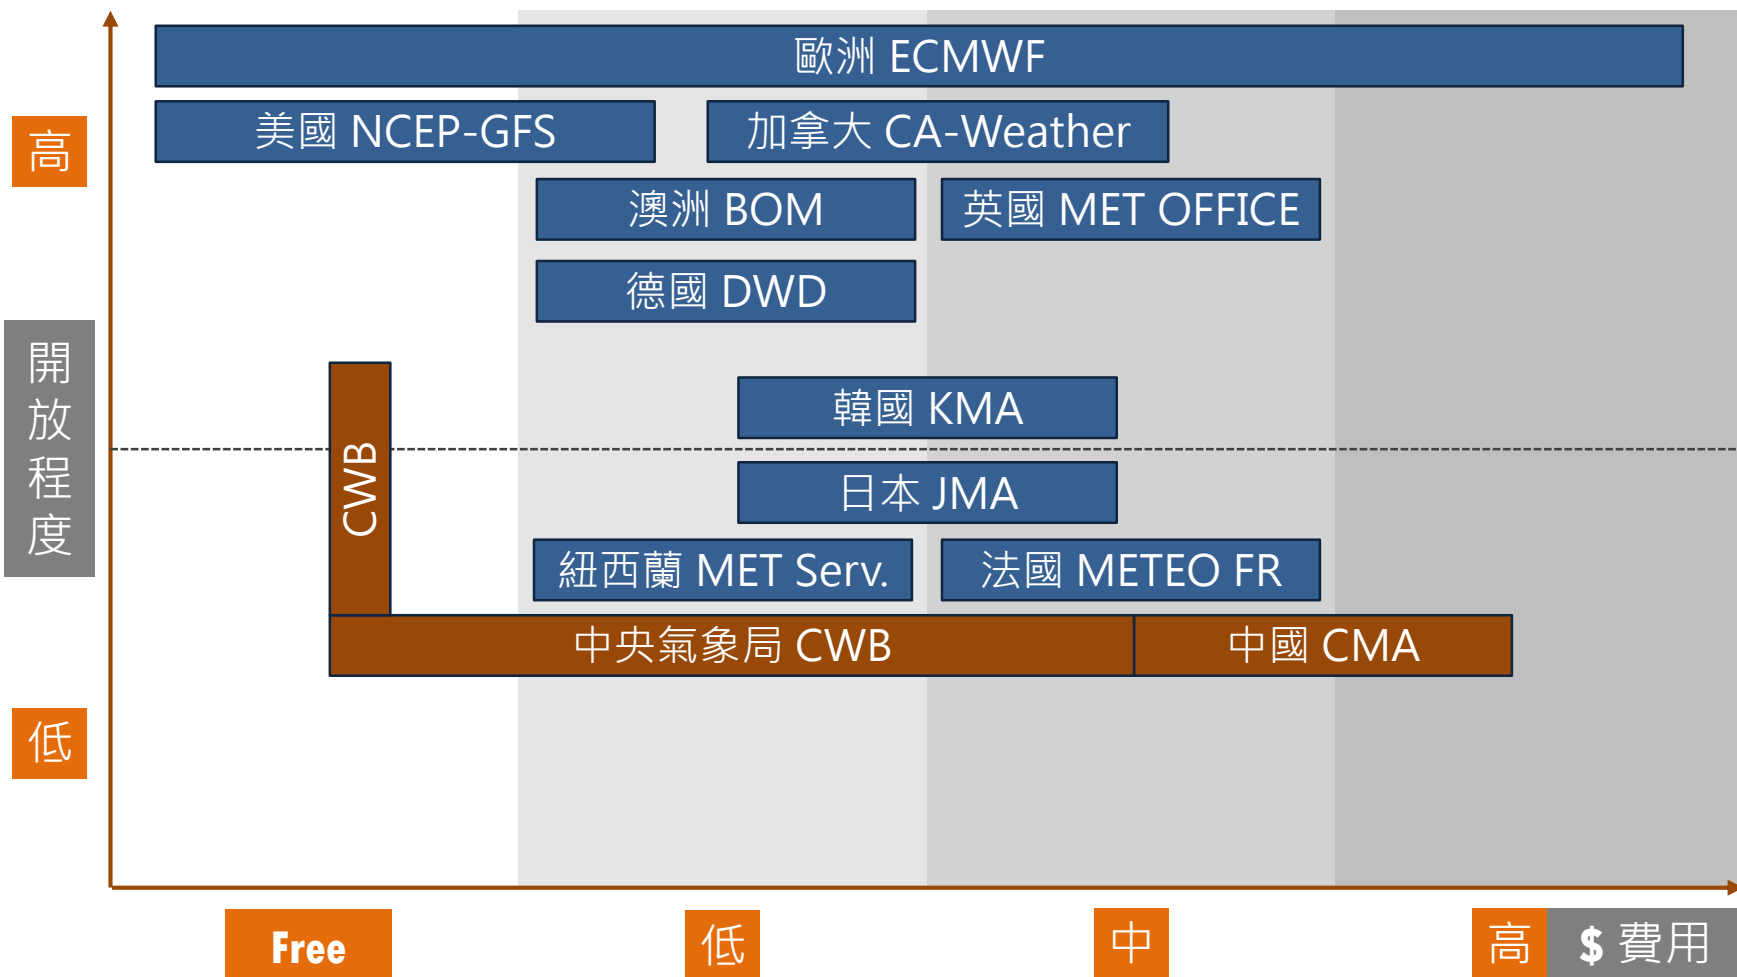 歐洲 ECMWF
美國 NCEP-GFS
加拿大 CA-Weather
高
澳洲 BOM
英國 MET OFFICE
德國 DWD
開放程度
韓國 KMA
CWB
日本 JMA
紐西蘭 MET Serv.
法國 METEO FR
中央氣象局 CWB
中國 CMA
低
Free
低
中
高
$ 費用